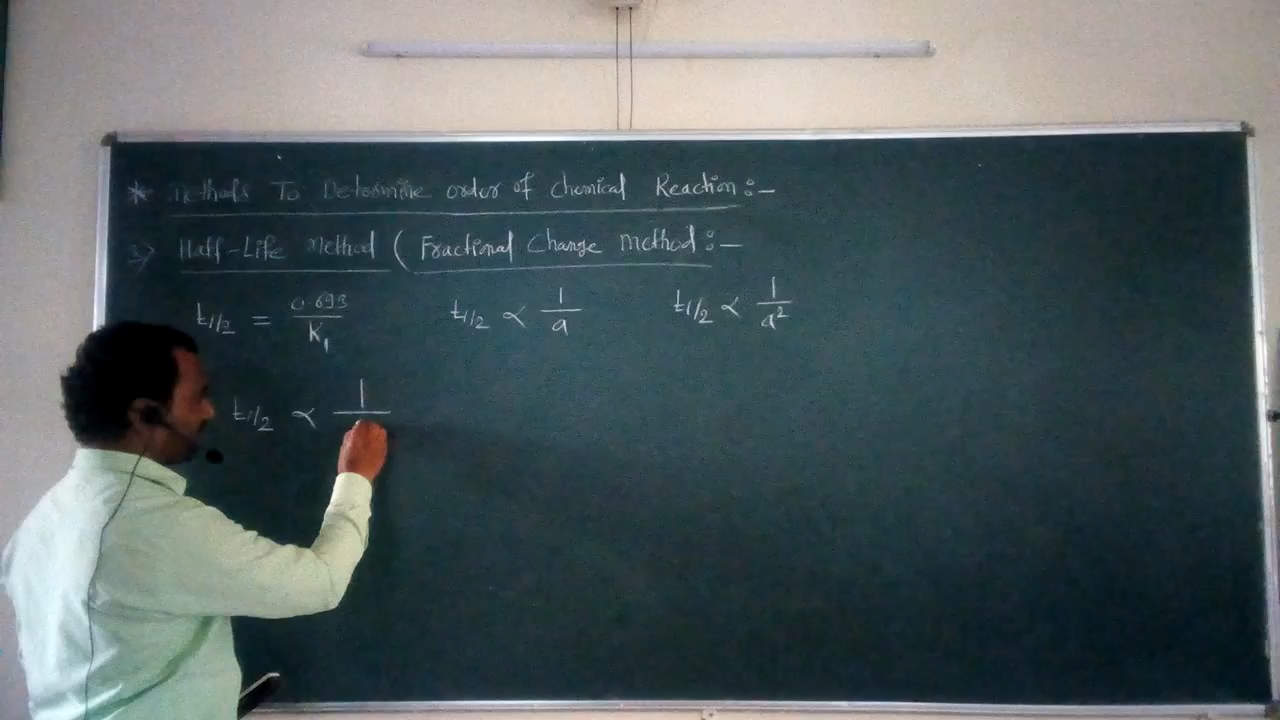 * Methods To Determine order of Chemical Reaction :-
3) Half-Life Method ( Fractional Change Method :-
t1/2 = 0.693/K₁ t1/2 ∝ 1/a t1/2 ∝ 1/a²
t1/2 ∝ 1/